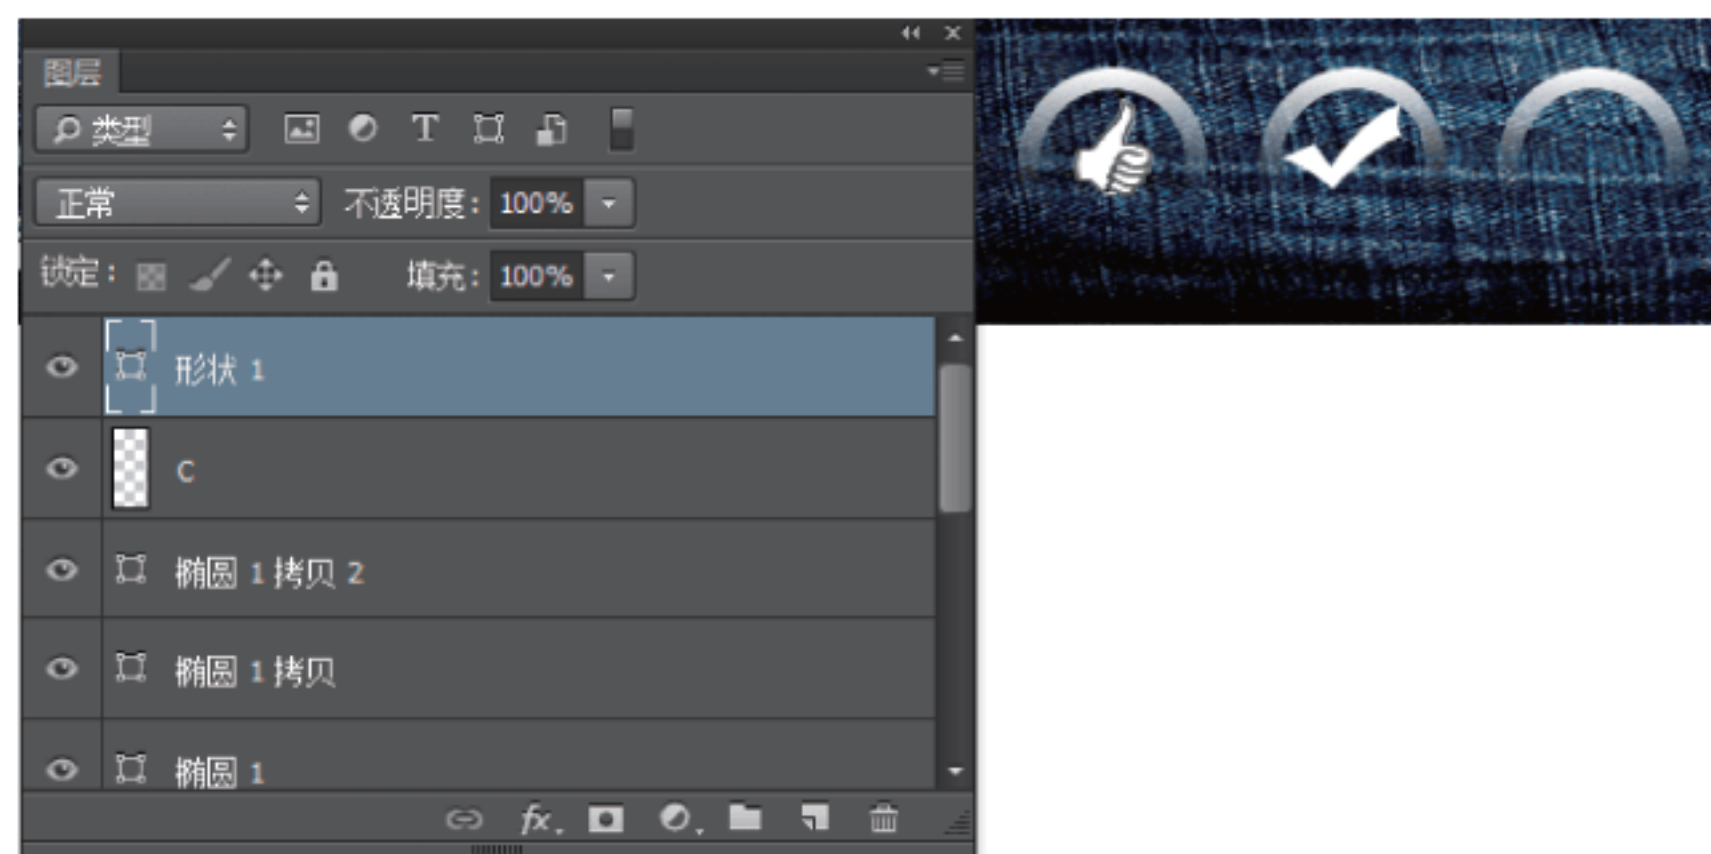 图层
类型
正常 不透明度: 100%
锁定: 填充: 100%
形状 1
C
椭圆 1 拷贝 2
椭圆 1 拷贝
椭圆 1
fx.